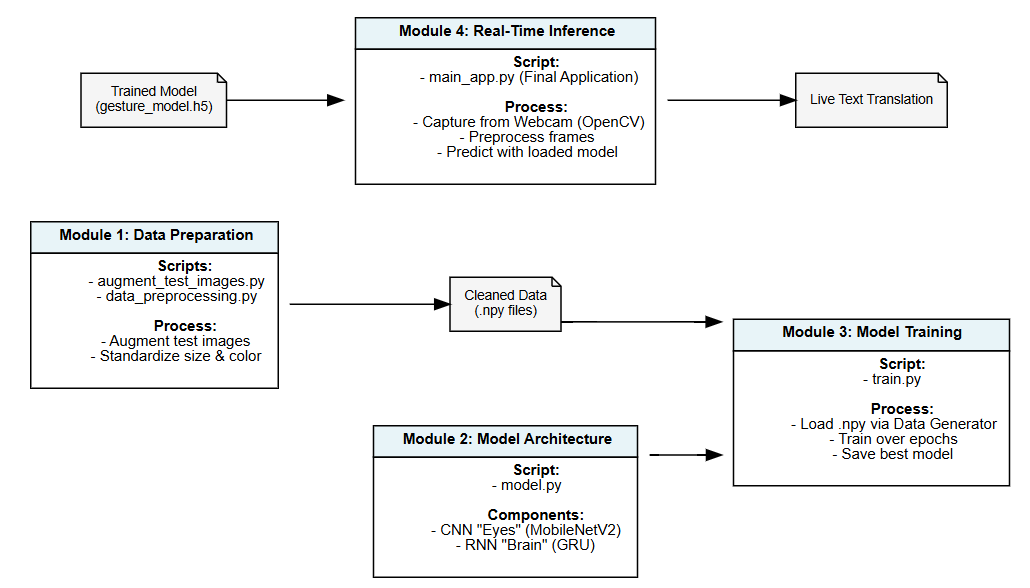 Module 4: Real-Time Inference
Script:
- main_app.py (Final Application)
Process:
- Capture from Webcam (OpenCV)
- Preprocess frames
- Predict with loaded model
Trained Model
(gesture_model.h5)
Live Text Translation
Module 1: Data Preparation
Scripts:
- augment_test_images.py
- data_preprocessing.py
Process:
- Augment test images
- Standardize size & color
Cleaned Data
(.npy files)
Module 3: Model Training
Script:
- train.py
Process:
- Load .npy via Data Generator
- Train over epochs
- Save best model
Module 2: Model Architecture
Script:
- model.py
Components:
- CNN "Eyes" (MobileNetV2)
- RNN "Brain" (GRU)